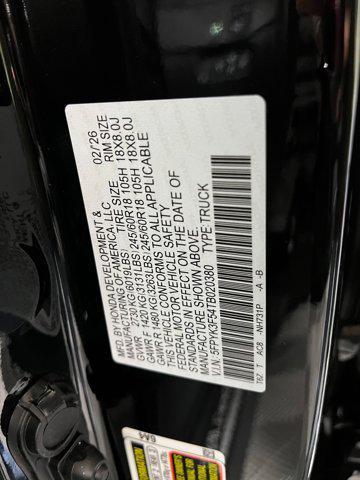 MFD. BY HONDA DEVELOPMENT & 02/26
MANUFACTURING OF AMERICA, LLC.
GVWR 2730 KG(6019LBS) TIRE SIZE RIM SIZE
GAWR F 1420 KG(3131LBS)245/60R18 105H 18X8.0J
GAWR R 1480 KG(3263LBS)245/60R18 105H 18X8.0J
THIS VEHICLE CONFORMS TO ALL APPLICABLE
FEDERAL MOTOR VEHICLE SAFETY
STANDARDS IN EFFECT ON THE DATE OF
MANUFACTURE SHOWN ABOVE.
V.I.N. 5FPYK3F54TB020380 TYPE:TRUCK
T6Z T AC8 -NH731P -A -B